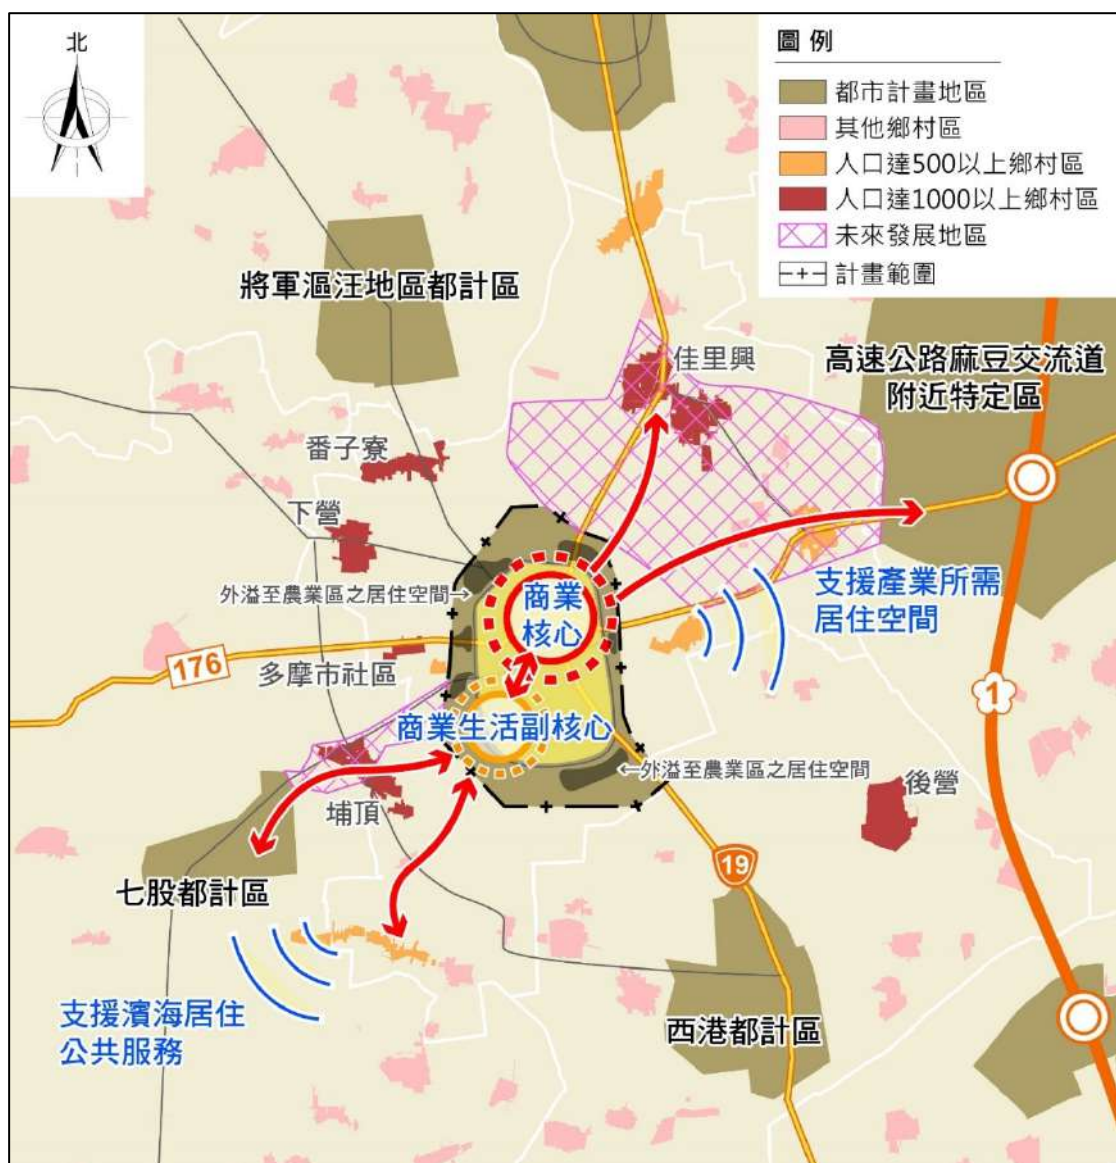 北
圖例
都市計畫地區
其他鄉村區
人口達500以上鄉村區
人口達1000以上鄉村區
未來發展地區
計畫範圍
將軍漚汪地區都計區
佳里興
高速公路麻豆交流道
附近特定區
番子寮
下營
外溢至農業區之居住空間→
商業
核心
支援產業所需
居住空間
176
多摩市社區
1
商業生活副核心
←外溢至農業區之居住空間
後營
埔頂
19
七股都計區
支援濱海居住
公共服務
西港都計區